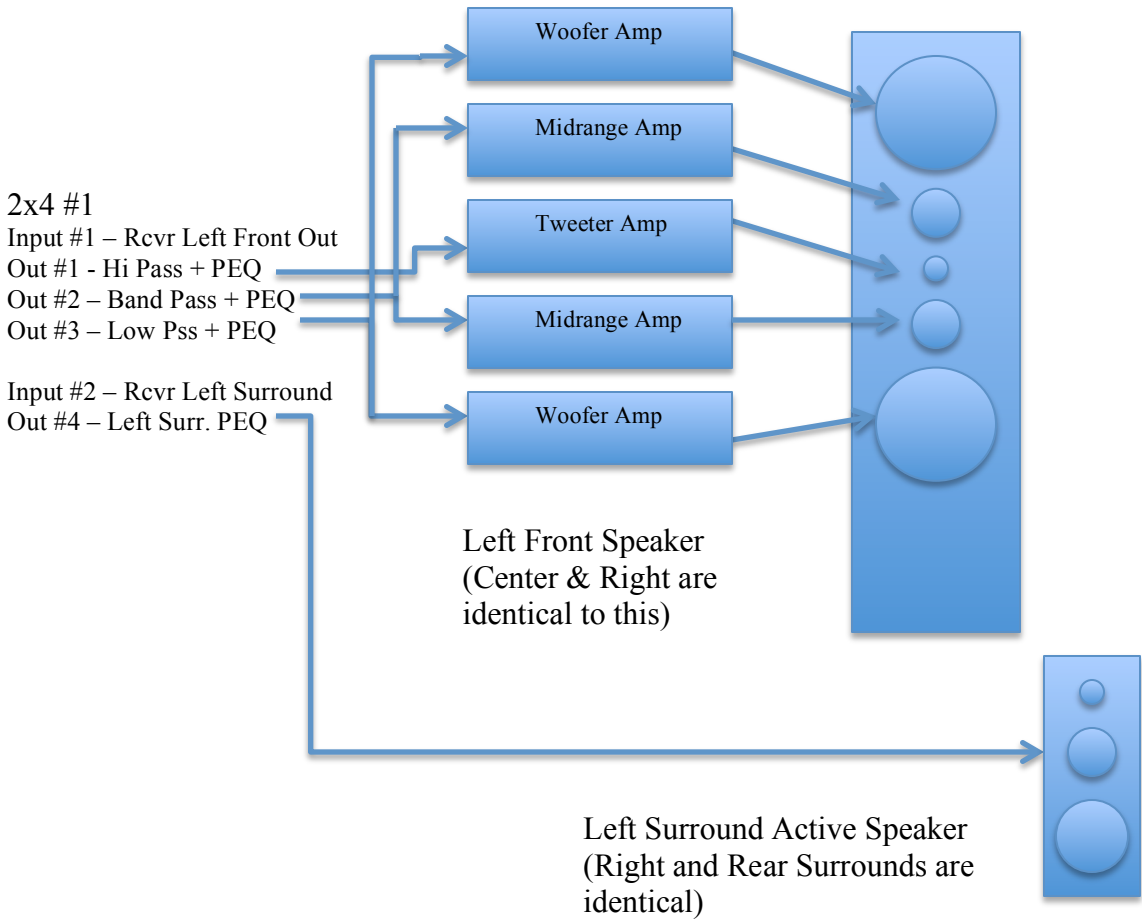 Woofer Amp
Midrange Amp
Tweeter Amp
Midrange Amp
Woofer Amp
2x4 #1
Input #1 – Rcvr Left Front Out
Out #1 - Hi Pass + PEQ
Out #2 – Band Pass + PEQ
Out #3 – Low Pss + PEQ
Input #2 – Rcvr Left Surround
Out #4 – Left Surr. PEQ
Left Front Speaker
(Center & Right are
identical to this)
Left Surround Active Speaker
(Right and Rear Surrounds are
identical)